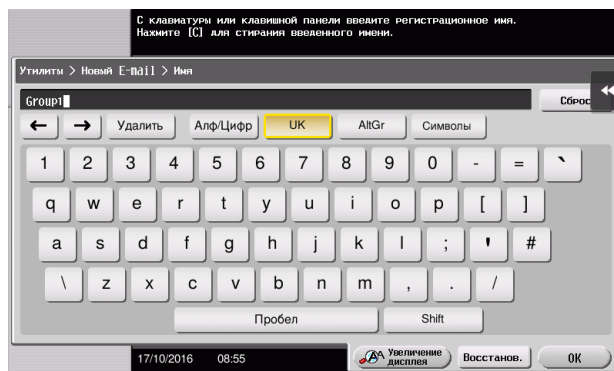 С клавиатуры или клавишной панели введите регистрационное имя.
Нажмите [C] для стирания введенного имени.
Утилиты > Новый E-mail > Имя
Group1
Сброс
← → Удалить Алф/Цифр UK AltGr Символы
1 2 3 4 5 6 7 8 9 0 - = `
q w e r t y u i o p [ ]
a s d f g h j k l ; ' #
\ z x c v b n m , . /
Пробел Shift
17/10/2016 08:55 Увеличение дисплея Восстанов. OK